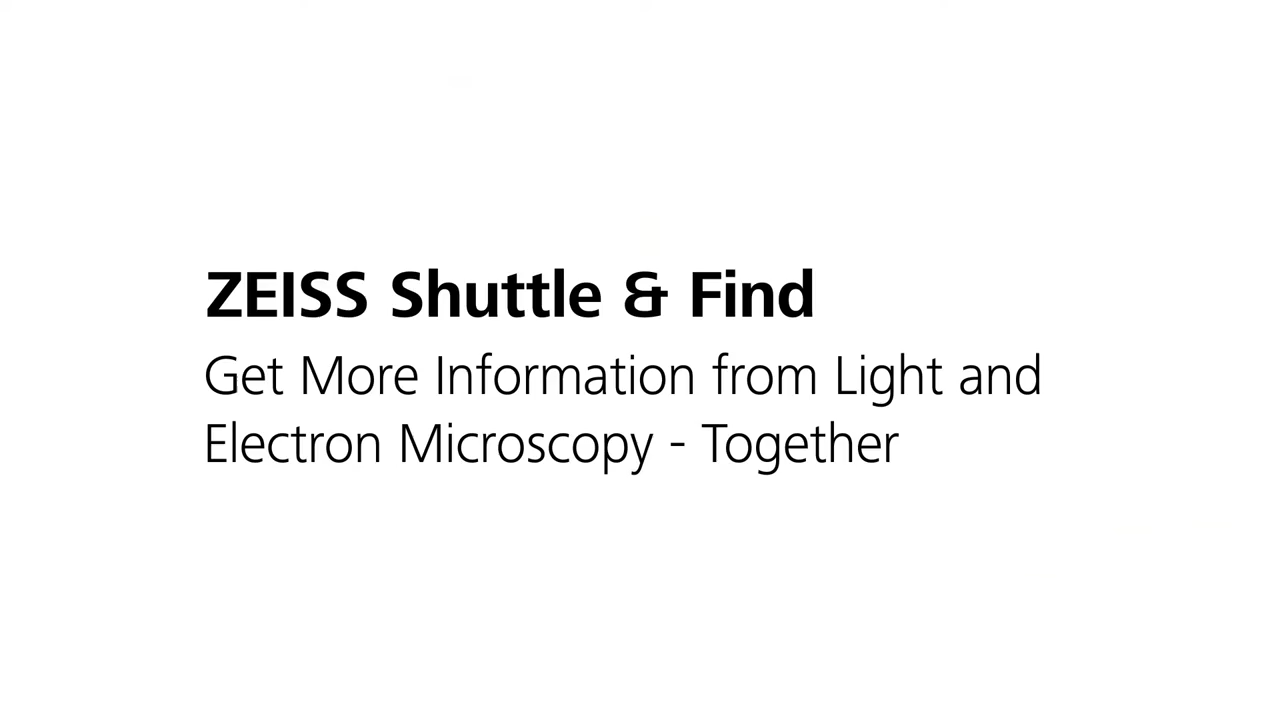 ZEISS Shuttle & Find
Get More Information from Light and
Electron Microscopy - Together